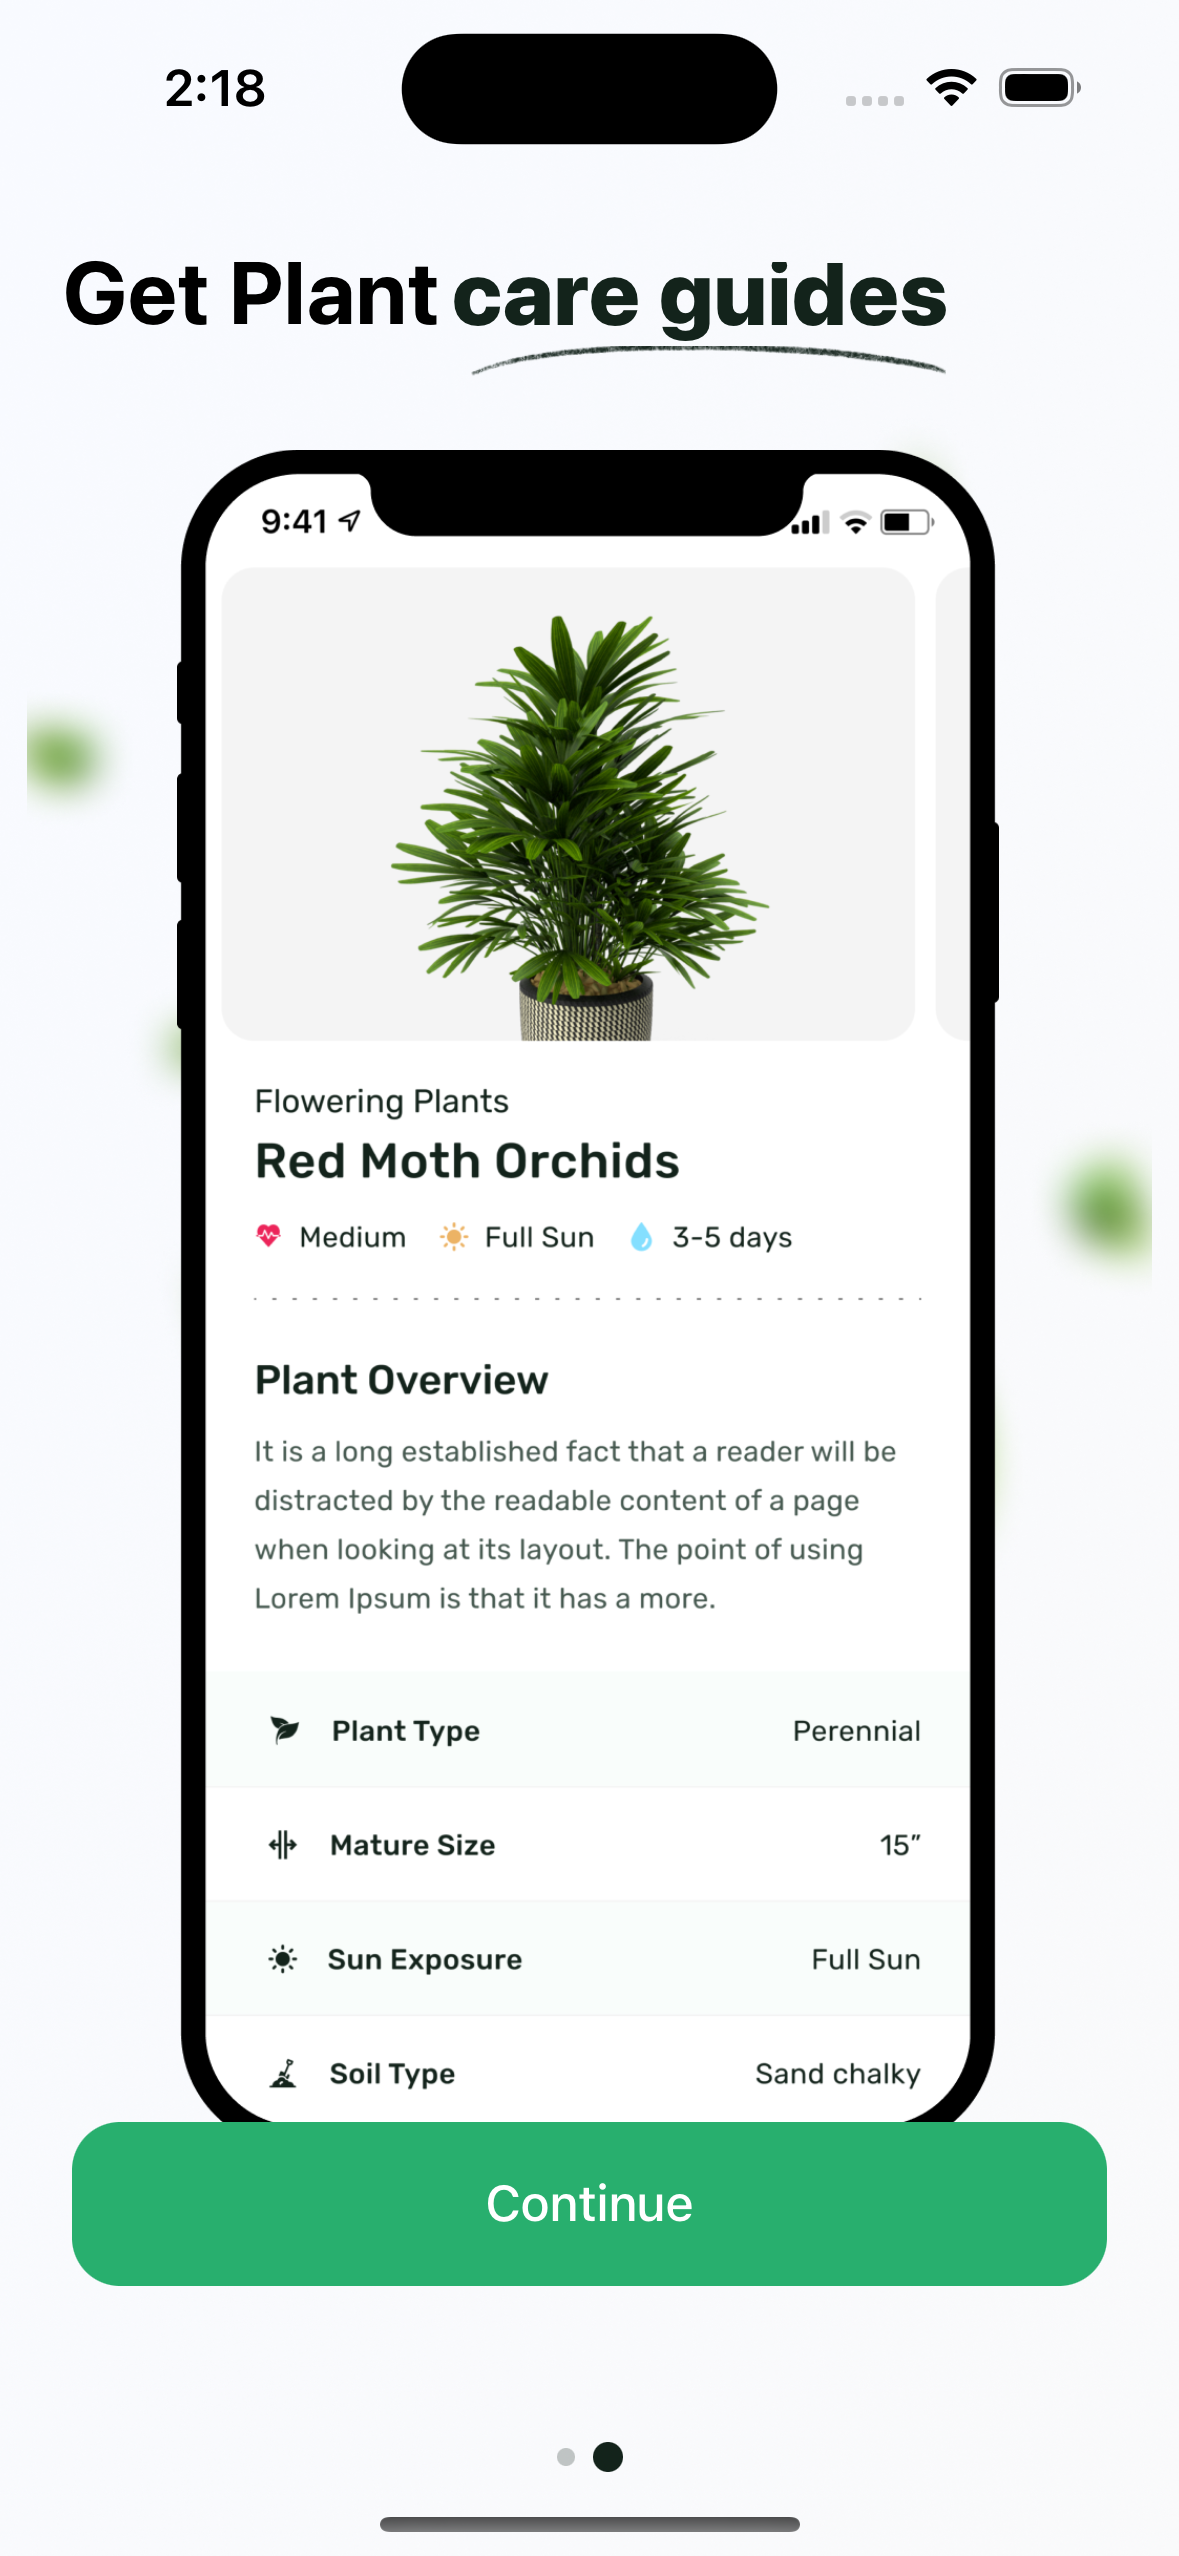 2:18
Get Plant care guides
9:41
Flowering Plants
Red Moth Orchids
Medium Full Sun 3-5 days
Plant Overview
It is a long established fact that a reader will be
distracted by the readable content of a page
when looking at its layout. The point of using
Lorem Ipsum is that it has a more.
Plant Type Perennial
Mature Size 15”
Sun Exposure Full Sun
Soil Type Sand chalky
Continue